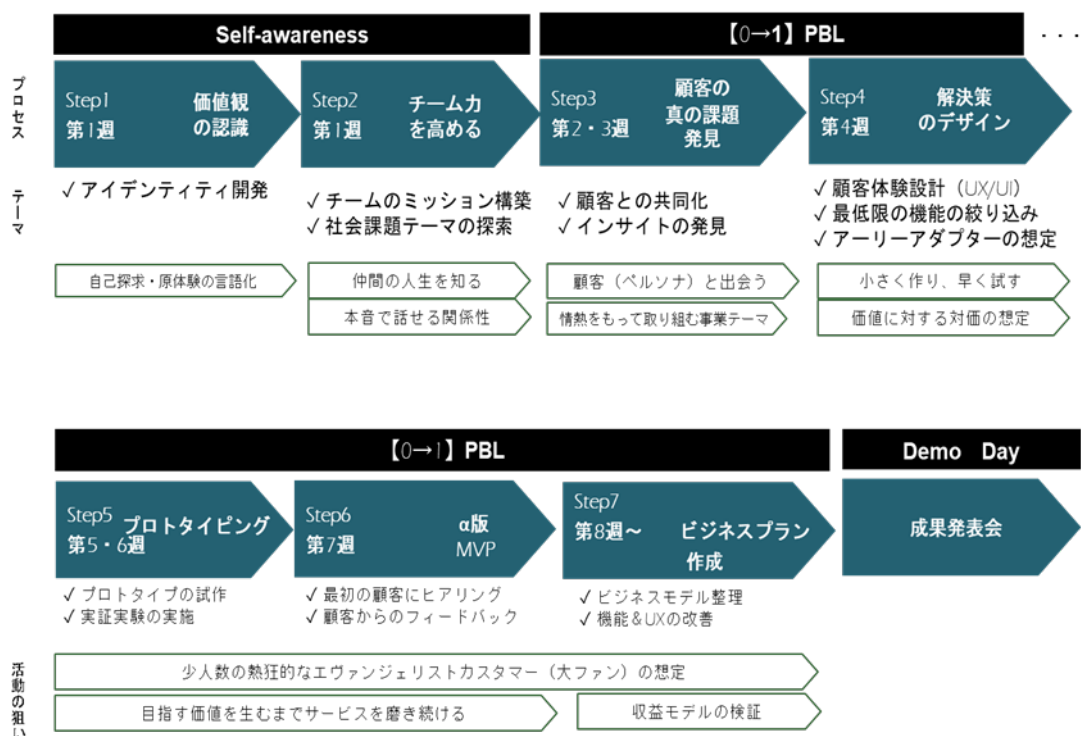 Self-awareness
【0→1】PBL
・・・
プロセス
Step1
第1週
価値観
の認識
Step2
第1週
チーム力
を高める
Step3
第2・3週
顧客の
真の課題
発見
Step4
第4週
解決策
のデザイン
テーマ
✓ アイデンティティ開発
✓ チームのミッション構築
✓ 社会課題テーマの探索
✓ 顧客との共同化
✓ インサイトの発見
✓ 顧客体験設計（UX/UI）
✓ 最低限の機能の絞り込み
✓ アーリーアダプターの想定
自己探求・原体験の言語化
仲間の人生を知る
本音で話せる関係性
顧客（ペルソナ）と出会う
情熱をもって取り組む事業テーマ
小さく作り、早く試す
価値に対する対価の想定
【0→1】PBL
Demo Day
Step5
第5・6週
プロトタイピング
Step6
第7週
α版
MVP
Step7
第8週～
ビジネスプラン
作成
成果発表会
✓ プロトタイプの試作
✓ 実証実験の実施
✓ 最初の顧客にヒアリング
✓ 顧客からのフィードバック
✓ ビジネスモデル整理
✓ 機能＆UXの改善
活動の狙い
少人数の熱狂的なエヴァンジェリストカスタマー（大ファン）の想定
目指す価値を生むまでサービスを磨き続ける
収益モデルの検証